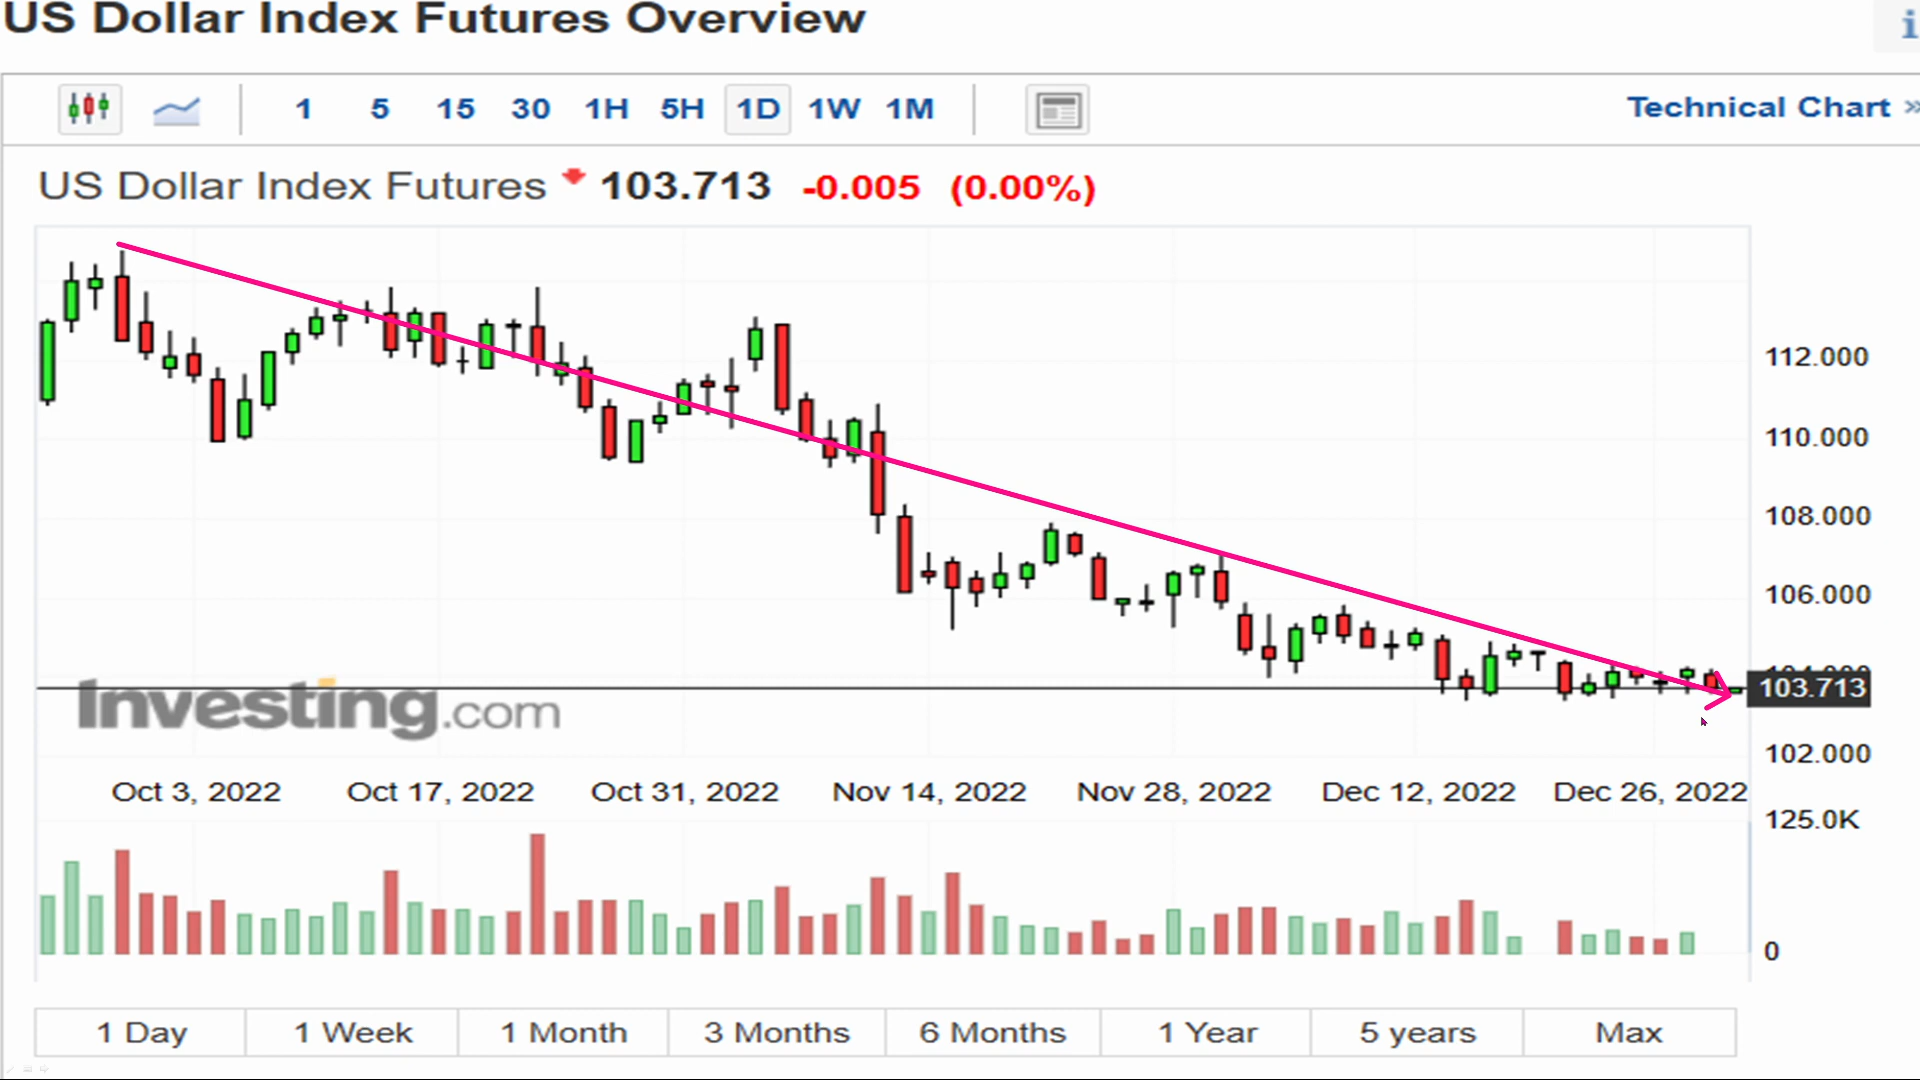 US Dollar Index Futures Overview
1 5 15 30 1H 5H 1D 1W 1M Technical Chart »
US Dollar Index Futures 103.713 -0.005 (0.00%)
112.000
110.000
108.000
106.000
104.000
103.713
Investing.com
102.000
Oct 3, 2022 Oct 17, 2022 Oct 31, 2022 Nov 14, 2022 Nov 28, 2022 Dec 12, 2022 Dec 26, 2022
125.0K
0
1 Day 1 Week 1 Month 3 Months 6 Months 1 Year 5 years Max